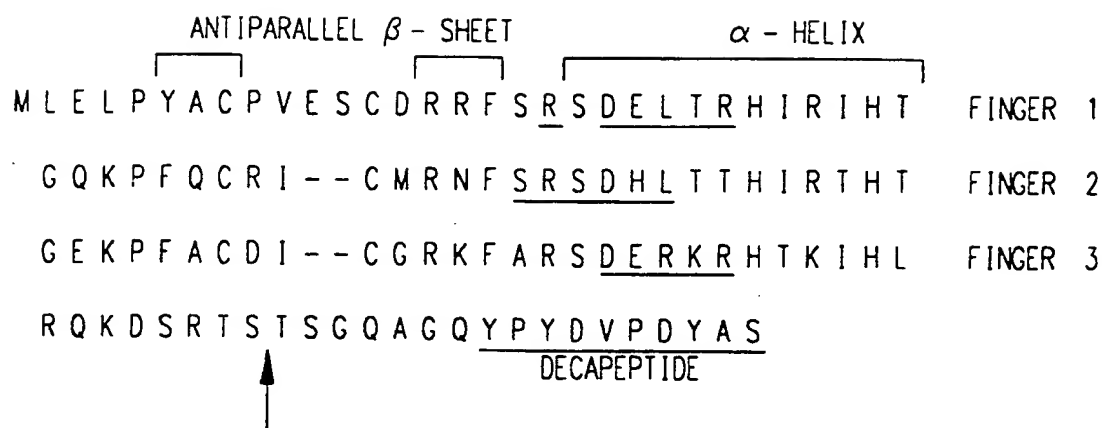 ANTIPARALLEL β - SHEET α - HELIX
M L E L P Y A C P V E S C D R R F S R S D E L T R H I R I H T FINGER 1
G Q K P F Q C R I - - C M R N F S R S D H L T T H I R T H T FINGER 2
G E K P F A C D I - - C G R K F A R S D E R K R H T K I H L FINGER 3
R Q K D S R T S T S G Q A G Q Y P Y D V P D Y A S
DECAPEPTIDE